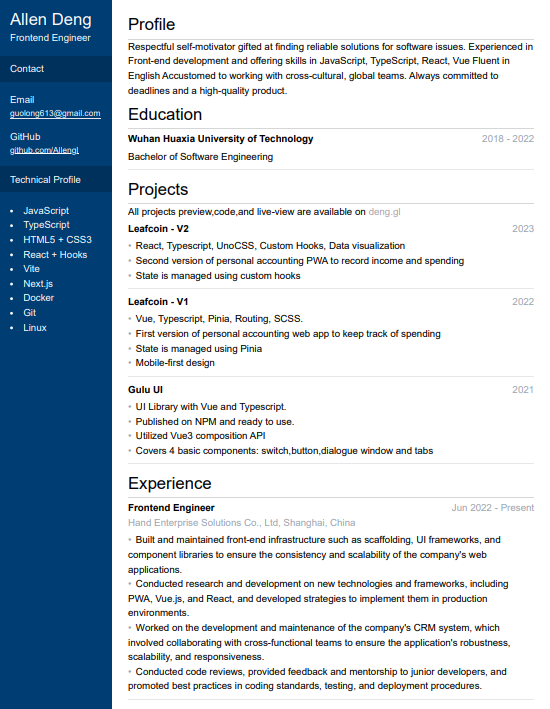 Allen Deng
Frontend Engineer
Contact
Email
guolong613@gmail.com
GitHub
github.com/Allengl
Technical Profile
• JavaScript
• TypeScript
• HTML5 + CSS3
• React + Hooks
• Vite
• Next.js
• Docker
• Git
• Linux
Profile
Respectful self-motivator gifted at finding reliable solutions for software issues. Experienced in
Front-end development and offering skills in JavaScript, TypeScript, React, Vue Fluent in
English Accustomed to working with cross-cultural, global teams. Always committed to
deadlines and a high-quality product.
Education
Wuhan Huaxia University of Technology 2018 - 2022
Bachelor of Software Engineering
Projects
All projects preview,code,and live-view are available on deng.gl
Leafcoin - V2 2023
• React, Typescript, UnoCSS, Custom Hooks, Data visualization
• Second version of personal accounting PWA to record income and spending
• State is managed using custom hooks
Leafcoin - V1 2022
• Vue, Typescript, Pinia, Routing, SCSS.
• First version of personal accounting web app to keep track of spending
• State is managed using Pinia
• Mobile-first design
Gulu UI 2021
• UI Library with Vue and Typescript.
• Published on NPM and ready to use.
• Utilized Vue3 composition API
• Covers 4 basic components: switch,button,dialogue window and tabs
Experience
Frontend Engineer Jun 2022 - Present
Hand Enterprise Solutions Co., Ltd, Shanghai, China
• Built and maintained front-end infrastructure such as scaffolding, UI frameworks, and
component libraries to ensure the consistency and scalability of the company's web
applications.
• Conducted research and development on new technologies and frameworks, including
PWA, Vue.js, and React, and developed strategies to implement them in production
environments.
• Worked on the development and maintenance of the company's CRM system, which
involved collaborating with cross-functional teams to ensure the application's robustness,
scalability, and responsiveness.
• Conducted code reviews, provided feedback and mentorship to junior developers, and
promoted best practices in coding standards, testing, and deployment procedures.